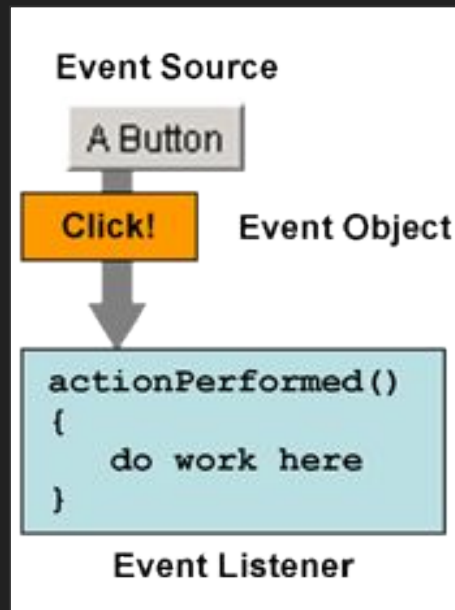 Event Source
A Button
Click!
Event Object
actionPerformed()
{
do work here
}
Event Listener